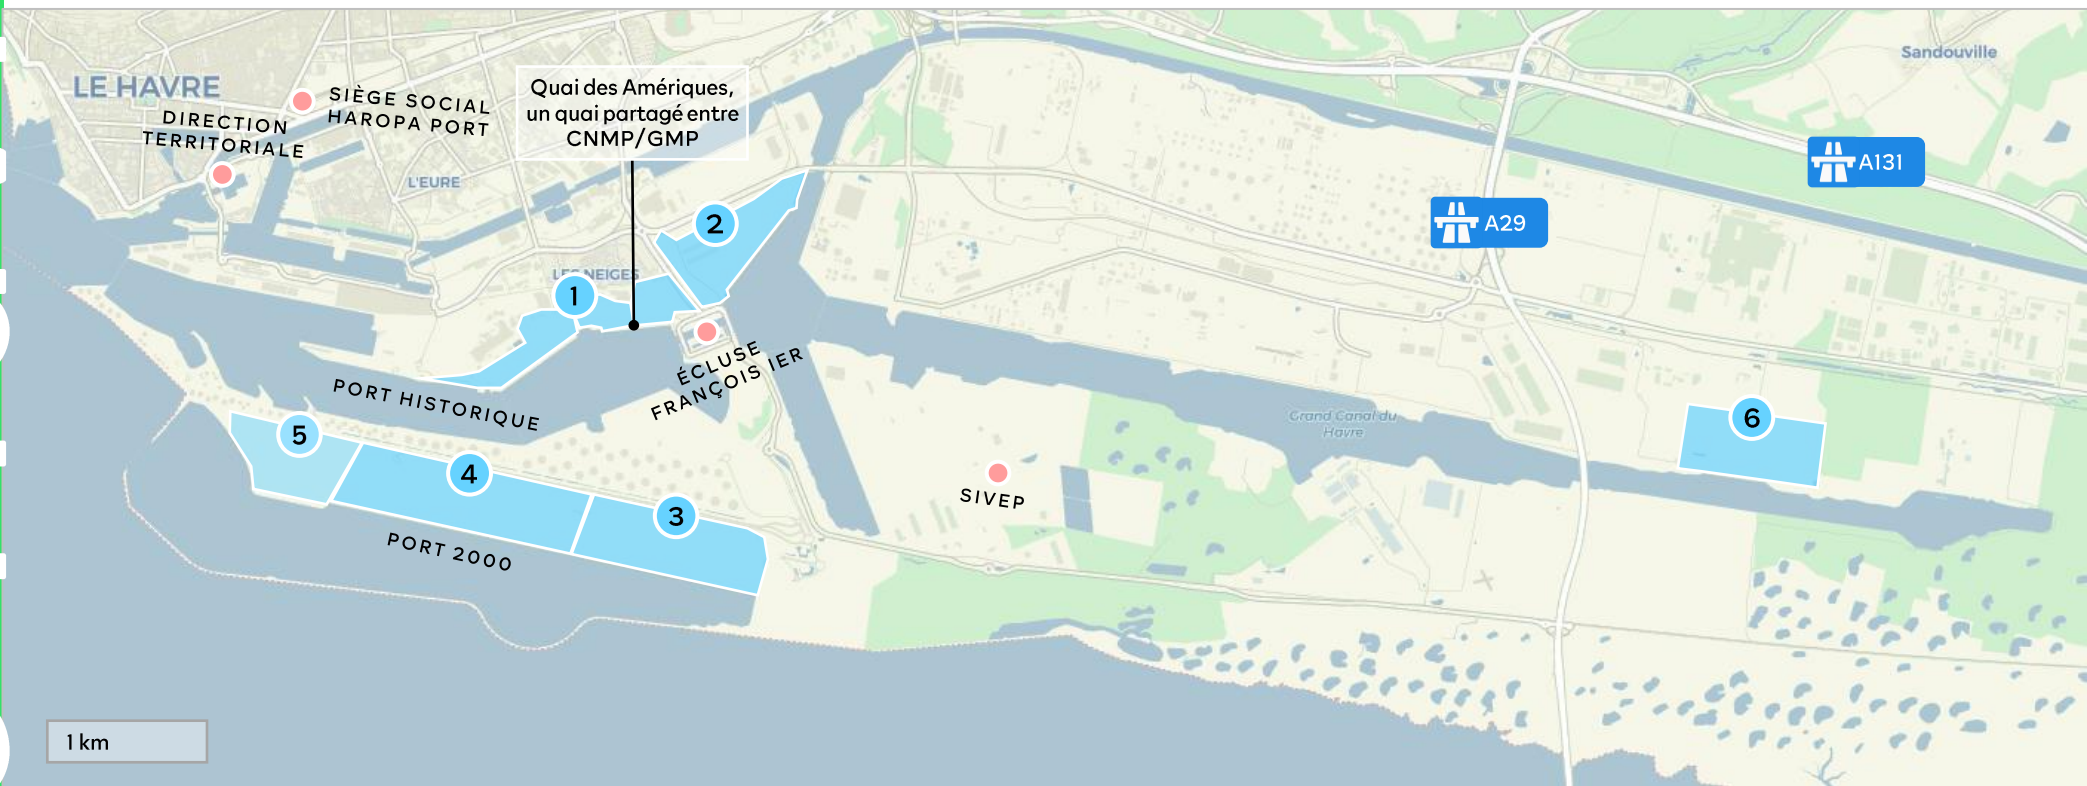 LE HAVRE
SIÈGE SOCIAL
HAROPA PORT
DIRECTION
TERRITORIALE
Quai des Amériques,
un quai partagé entre
CNMP/GMP
Sandouville
A131
A29
L'EURE
2
LES NEIGES
1
ÉCLUSE
FRANÇOIS IER
PORT HISTORIQUE
Grand Canal du
Havre
6
5
4
3
SIVEP
PORT 2000
1 km